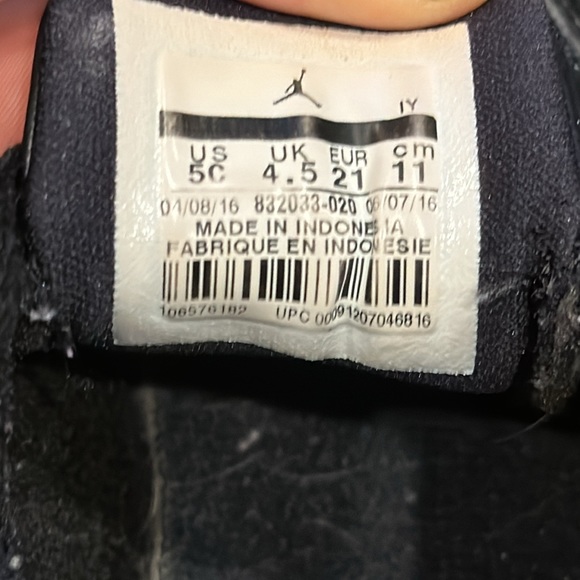 IY
US UK EUR cm
5C 4.5 21 11
04/08/16 832033-020 06/07/16
MADE IN INDONESIA
FABRIQUE EN INDONESIE
106576182 UPC 00091207046816